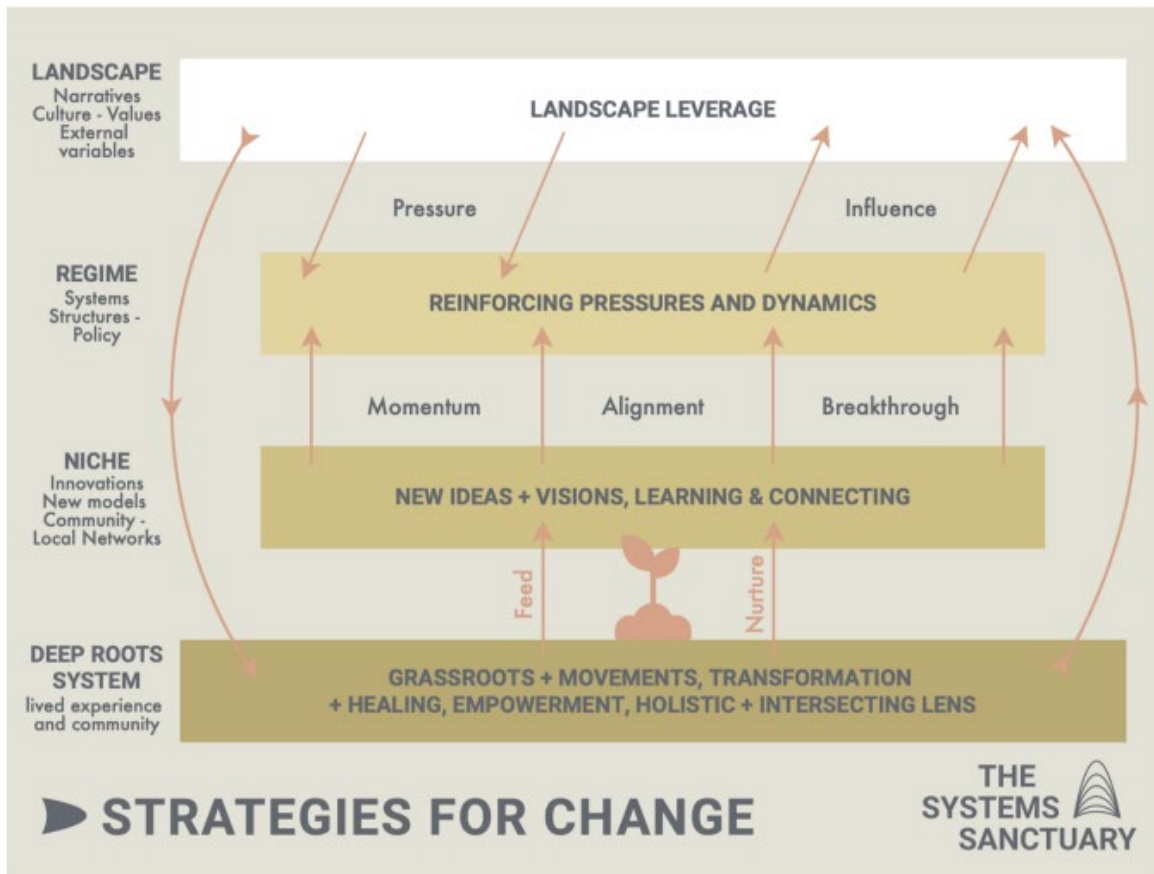 LANDSCAPE
Narratives
Culture - Values
External
variables
LANDSCAPE LEVERAGE
Pressure
Influence
REGIME
Systems
Structures -
Policy
REINFORCING PRESSURES AND DYNAMICS
Momentum
Alignment
Breakthrough
NICHE
Innovations
New models
Community -
Local Networks
NEW IDEAS + VISIONS, LEARNING & CONNECTING
Feed
Nurture
DEEP ROOTS
SYSTEM
lived experience
and community
GRASSROOTS + MOVEMENTS, TRANSFORMATION
+ HEALING, EMPOWERMENT, HOLISTIC + INTERSECTING LENS
STRATEGIES FOR CHANGE
THE
SYSTEMS
SANCTUARY